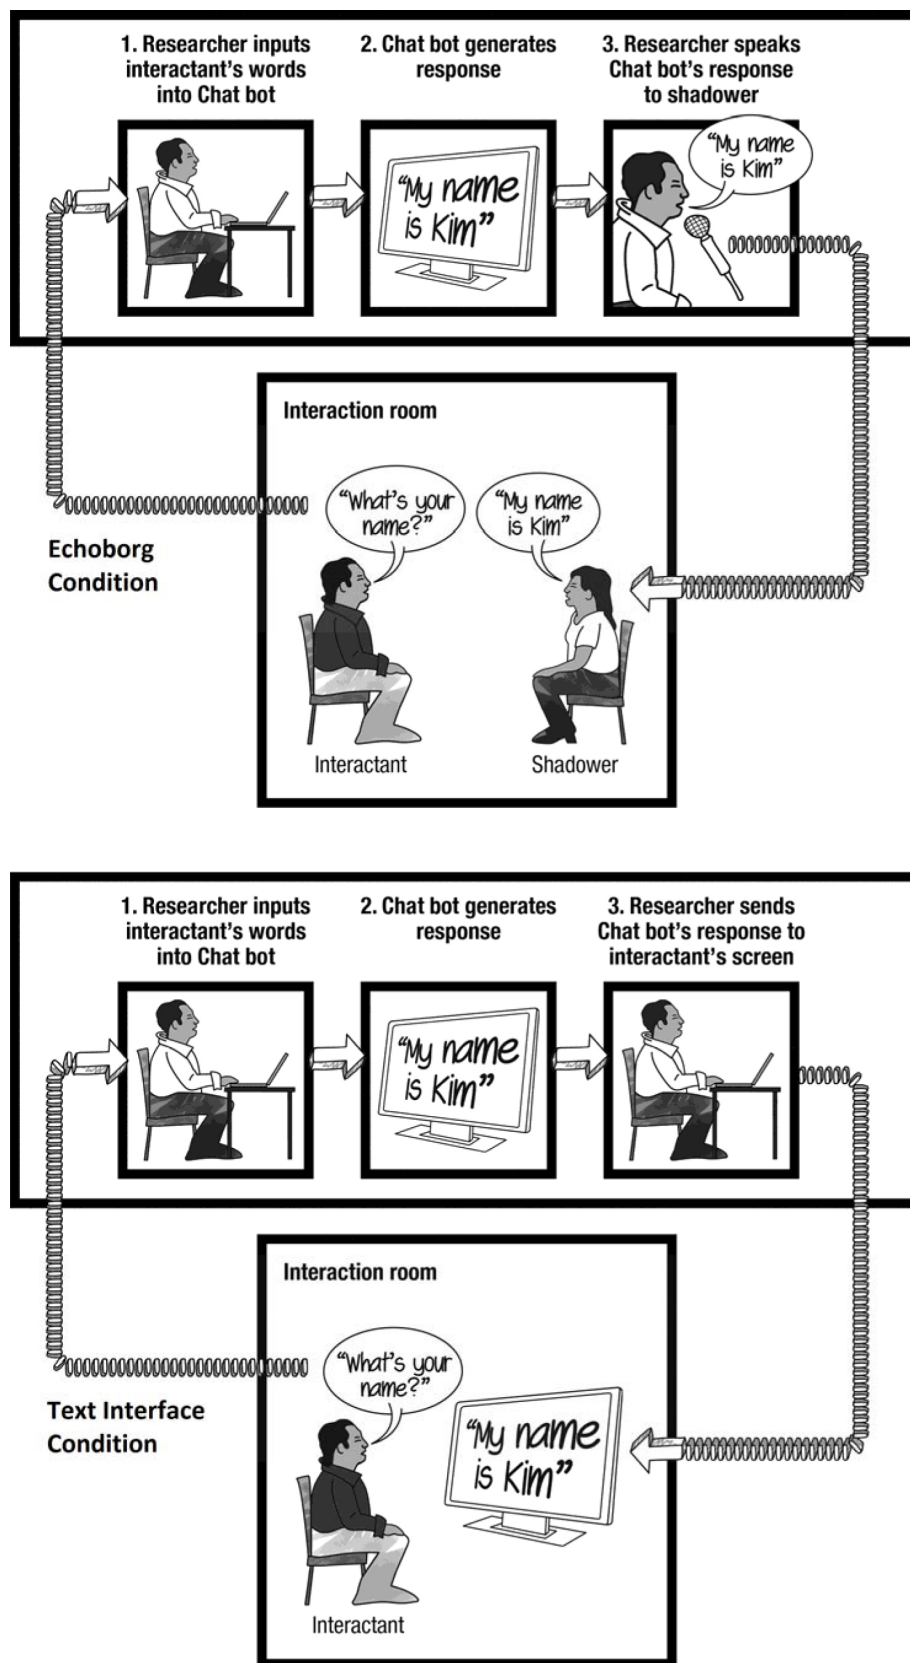 1. Researcher inputs
interactant's words
into Chat bot
2. Chat bot generates
response
3. Researcher speaks
Chat bot's response
to shadower
"My name
is Kim"
"My name
is Kim"
Interaction room
"What's your
name?"
"My name
is Kim"
Echoborg
Condition
Interactant
Shadower
1. Researcher inputs
interactant's words
into Chat bot
2. Chat bot generates
response
3. Researcher sends
Chat bot's response to
interactant's screen
"My name
is Kim"
Interaction room
"What's your
name?"
"My name
is Kim"
Text Interface
Condition
Interactant